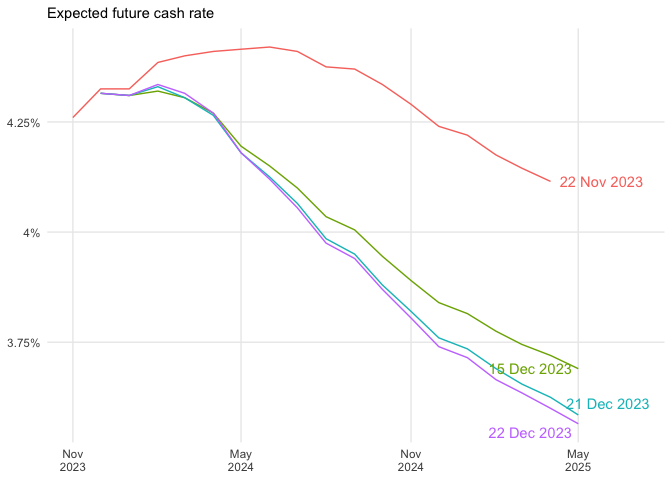 Expected future cash rate
4.25%
4%
3.75%
22 Nov 2023
15 Dec 2023
21 Dec 2023
22 Dec 2023
Nov
2023
May
2024
Nov
2024
May
2025